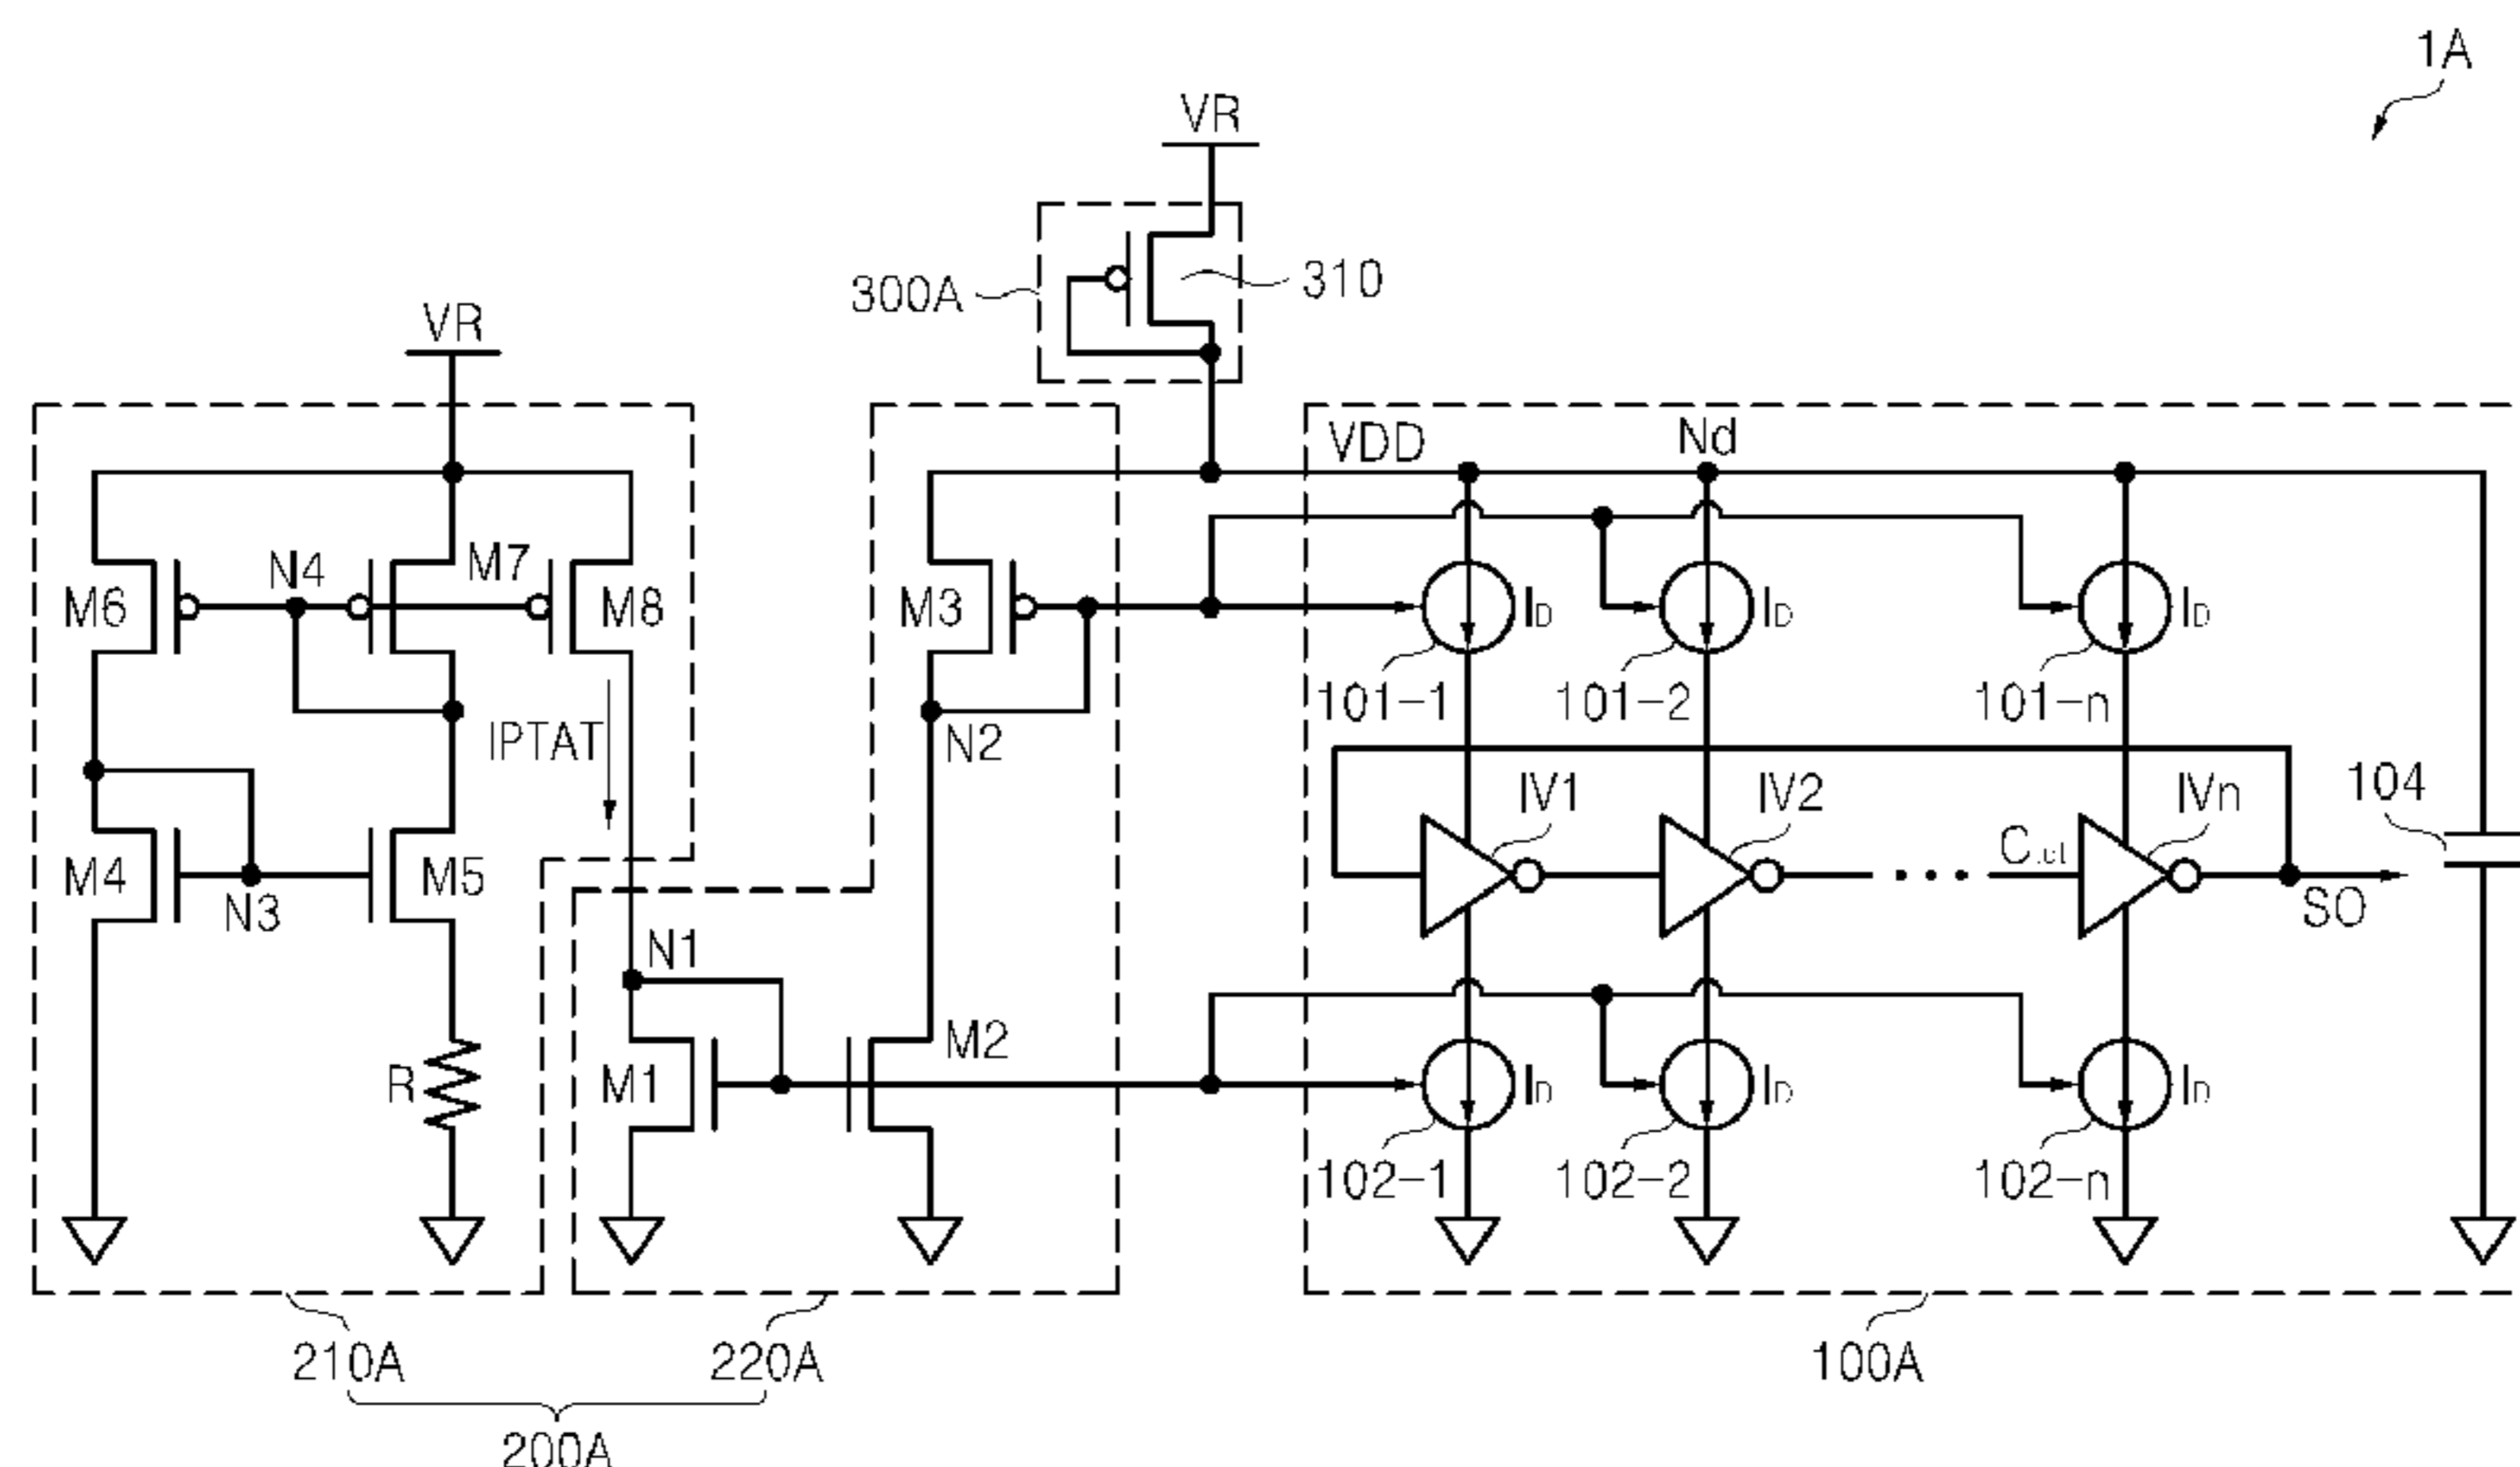 1A
VR
300A
310
VR
VDD
Nd
M6
N4
M7
M8
M3
ID
ID
ID
101-1
101-2
101-n
IPTAT
N2
IV1
IV2
IVn
104
M4
N3
M5
SO
N1
R
M1
M2
ID
ID
ID
102-1
102-2
102-n
210A
220A
100A
200A